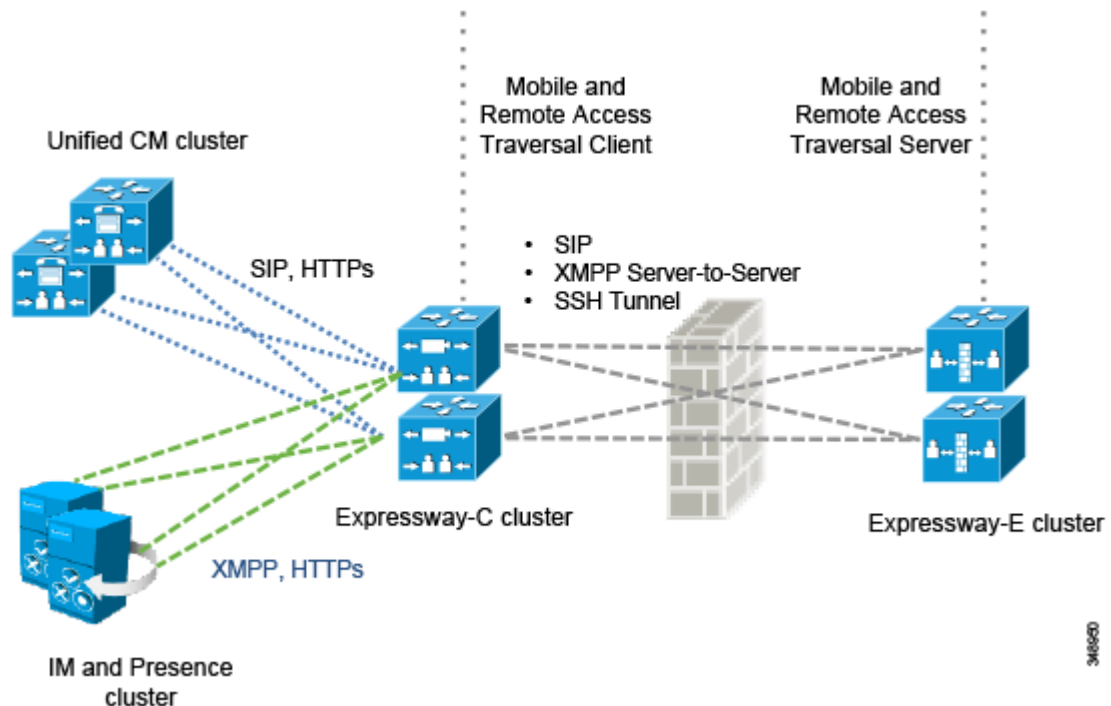 Mobile and
Remote Access
Traversal Client
Mobile and
Remote Access
Traversal Server
Unified CM cluster
SIP, HTTPs
• SIP
• XMPP Server-to-Server
• SSH Tunnel
Expressway-C cluster
Expressway-E cluster
XMPP, HTTPs
IM and Presence
cluster
348960